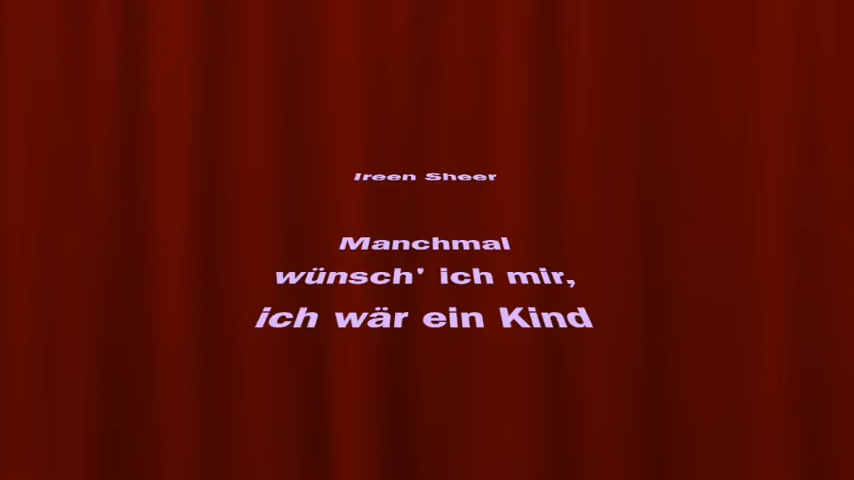 Ireen Sheer
Manchmal
wünsch' ich mir,
ich wär ein Kind